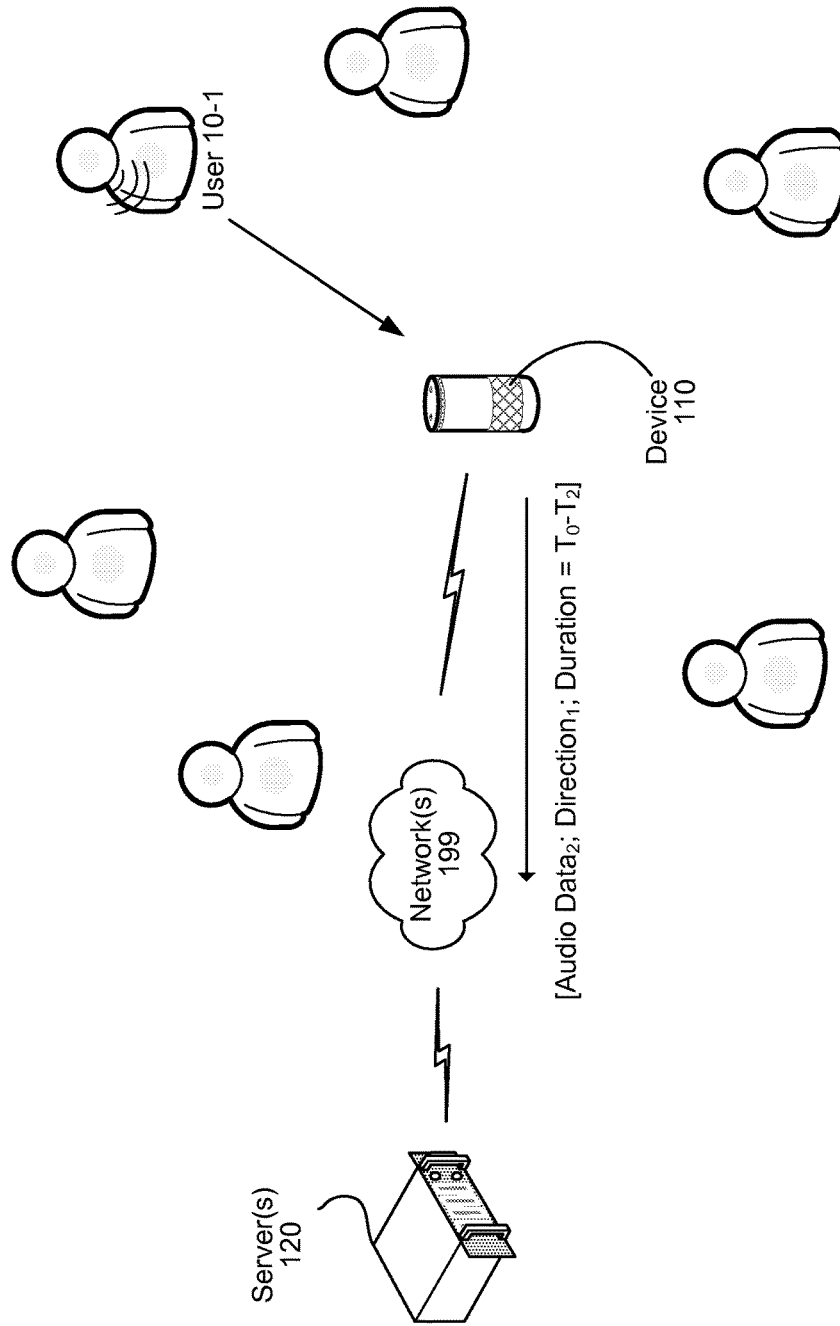 Server(s)
120
Network(s)
199
[Audio Data₂; Direction₁; Duration = T₀-T₂]
Device
110
User 10-1